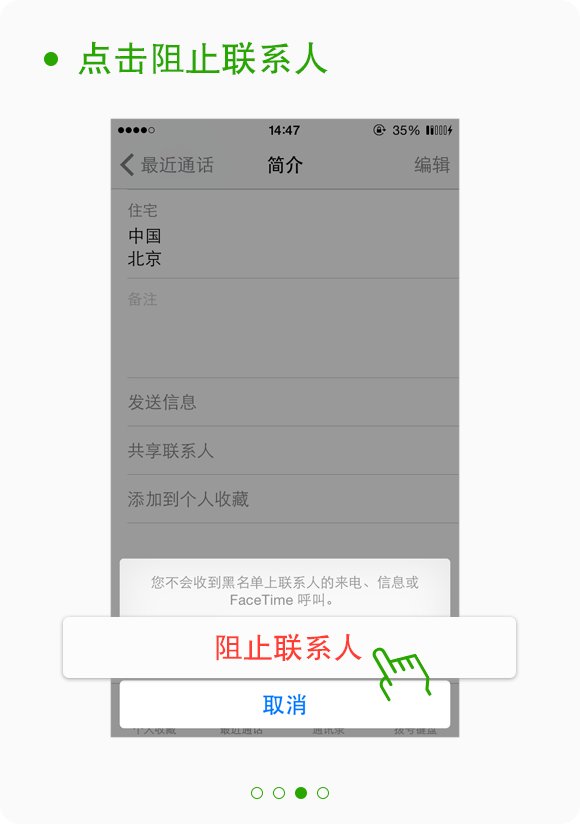 点击阻止联系人
14:47
35%
最近通话
简介
编辑
住宅
中国
北京
备注
发送信息
共享联系人
添加到个人收藏
您不会收到黑名单上联系人的来电、信息或
FaceTime 呼叫。
阻止联系人
取消
个人收藏
最近通话
通讯录
拨号键盘